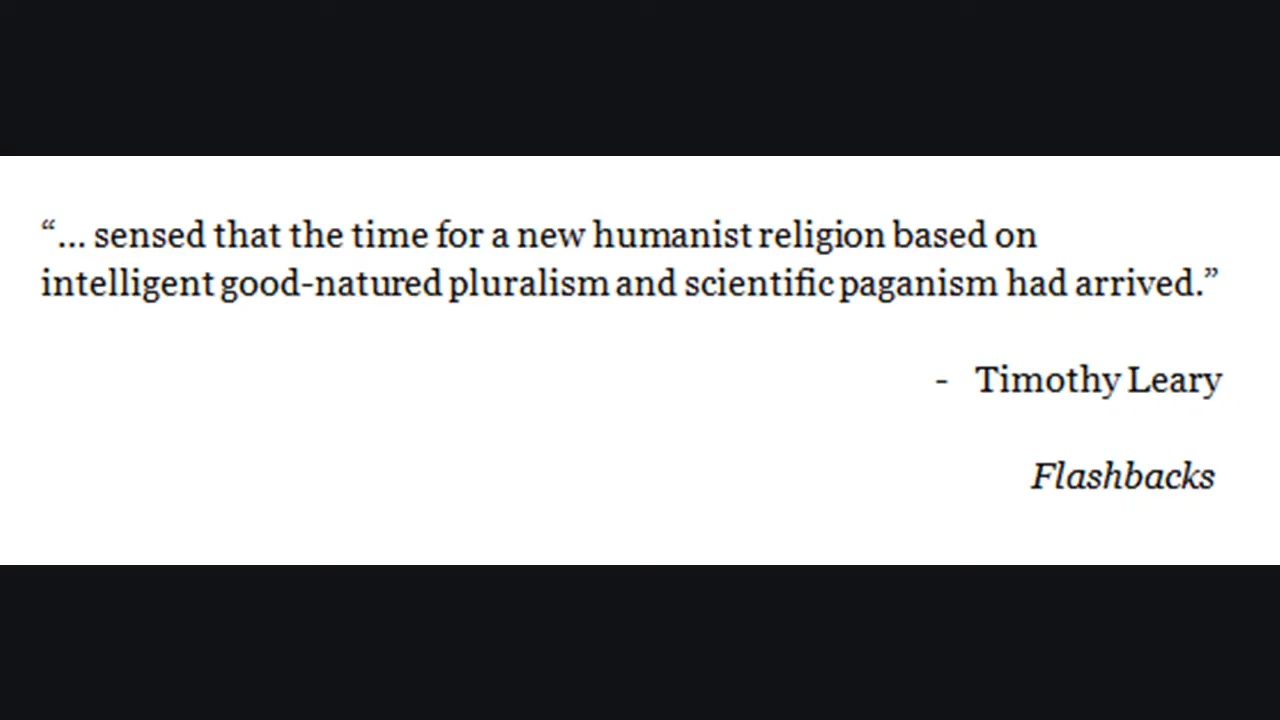 “... sensed that the time for a new humanist religion based on
intelligent good-natured pluralism and scientific paganism had arrived.”
- Timothy Leary
Flashbacks